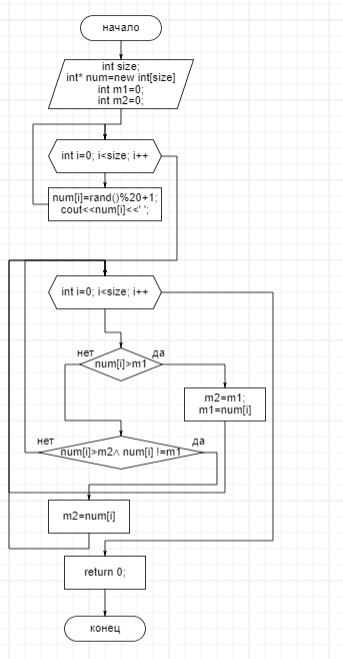 начало
int size;
int* num=new int[size]
int m1=0;
int m2=0;
int i=0; i<size; i++
num[i]=rand()%20+1;
cout<<num[i]<<' ';
int i=0; i<size; i++
нет
да
num[i]>m1
m2=m1;
m1=num[i]
нет
да
num[i]>m2∧ num[i] !=m1
m2=num[i]
return 0;
конец